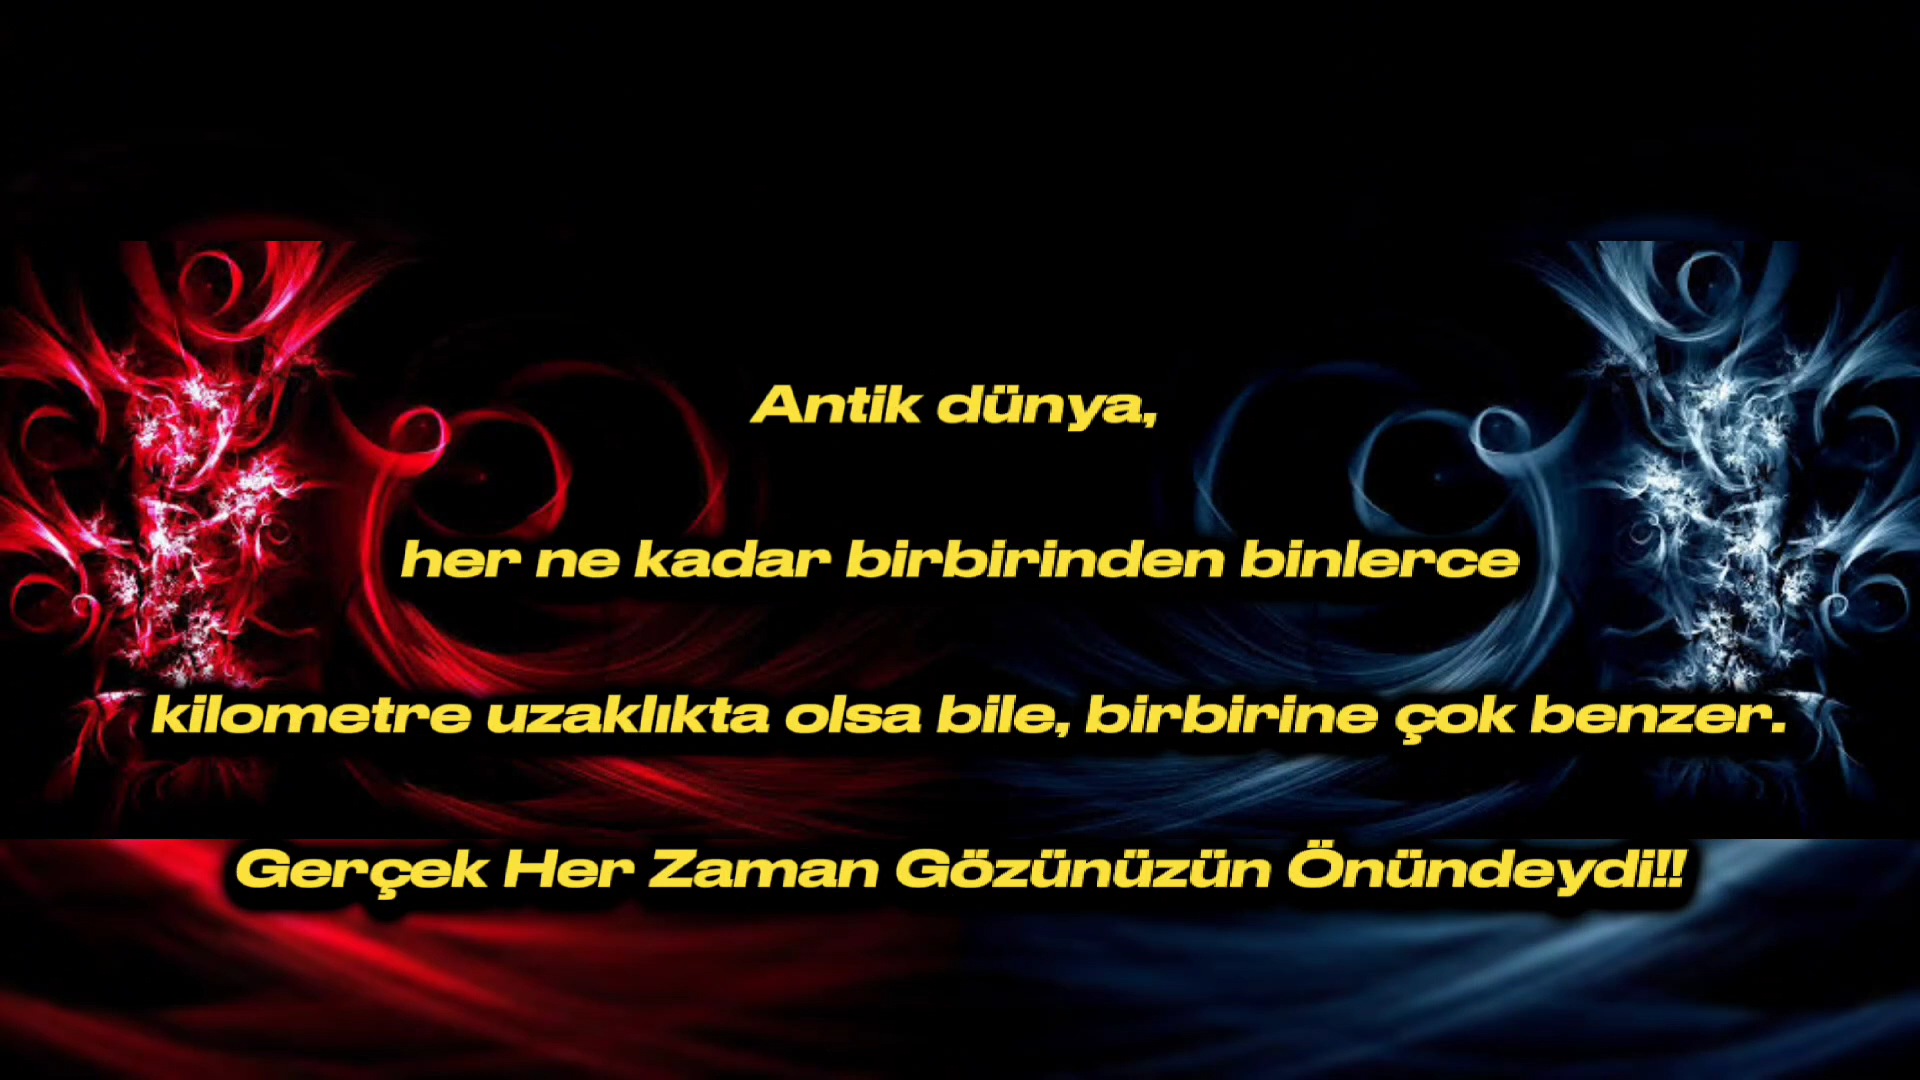 Antik dünya,
her ne kadar birbirinden binlerce
kilometre uzaklıkta olsa bile, birbirine çok benzer.
Gerçek Her Zaman Gözünüzün Önündeydi!!